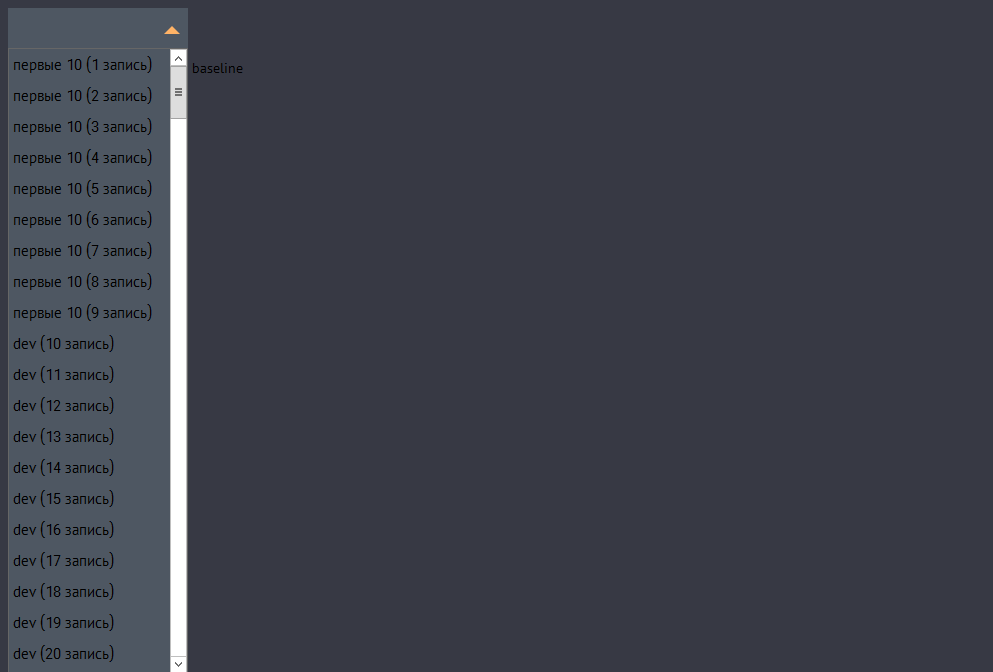 первые 10 (1 запись)
baseline
первые 10 (2 запись)
первые 10 (3 запись)
первые 10 (4 запись)
первые 10 (5 запись)
первые 10 (6 запись)
первые 10 (7 запись)
первые 10 (8 запись)
первые 10 (9 запись)
dev (10 запись)
dev (11 запись)
dev (12 запись)
dev (13 запись)
dev (14 запись)
dev (15 запись)
dev (16 запись)
dev (17 запись)
dev (18 запись)
dev (19 запись)
dev (20 запись)